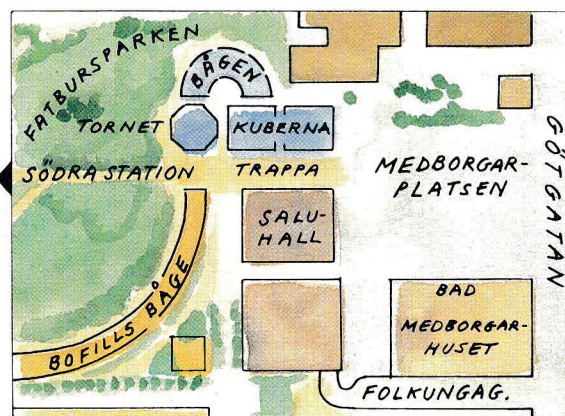 FATBURSPARKEN
BÅGEN
TORNET
KUBERNA
SÖDRA STATION
TRAPPA
MEDBORGAR-
PLATSEN
GÖTGATAN
SALU-
HALL
BOFILLS BÅGE
BAD
MEDBORGAR-
HUSET
FOLKUNGAG.